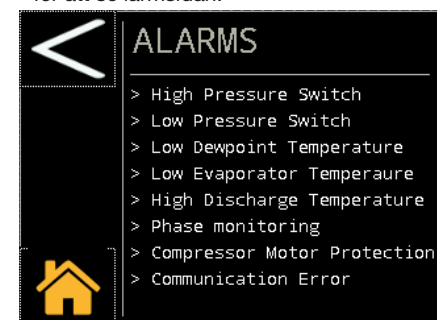 ALARMS
> High Pressure Switch
> Low Pressure Switch
> Low Dewpoint Temperature
> Low Evaporator Temperaure
> High Discharge Temperature
> Phase monitoring
> Compressor Motor Protection
> Communication Error